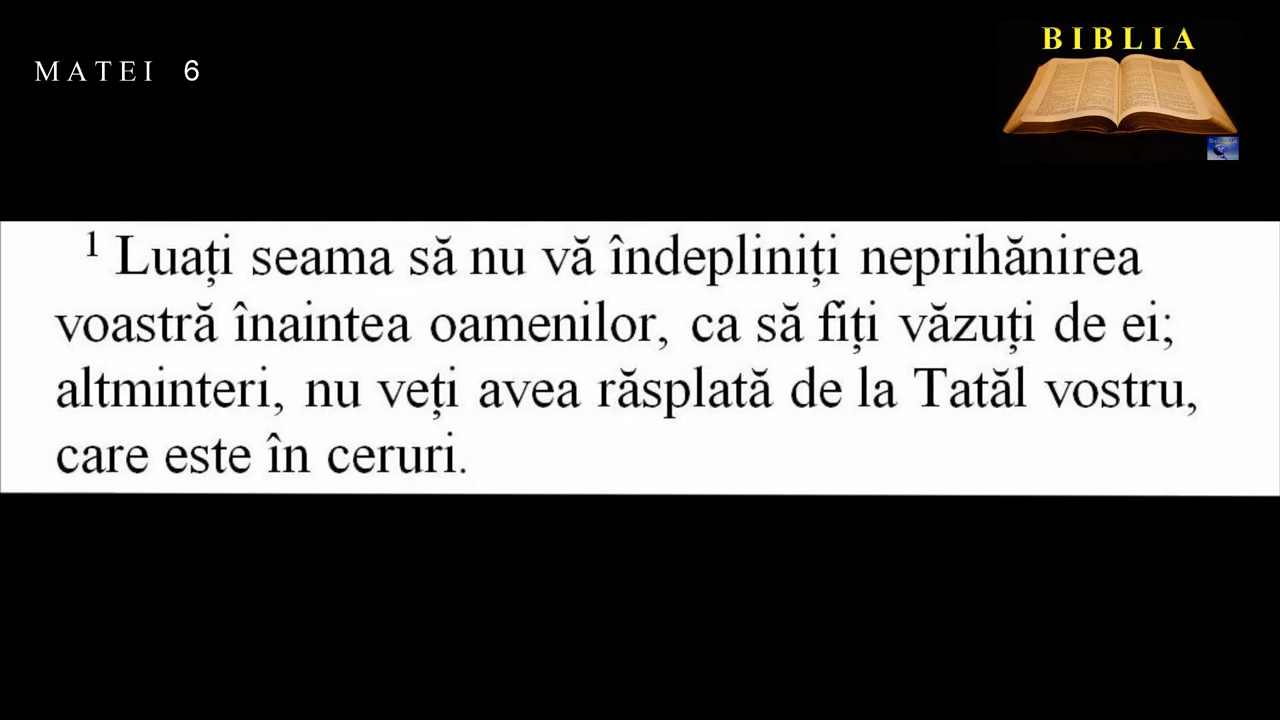 BIBLIA
MATEI 6
1 Luați seama să nu vă îndepliniți neprihănirea
voastră înaintea oamenilor, ca să fiți văzuți de ei;
altminteri, nu veți avea răsplată de la Tatăl vostru,
care este în ceruri.